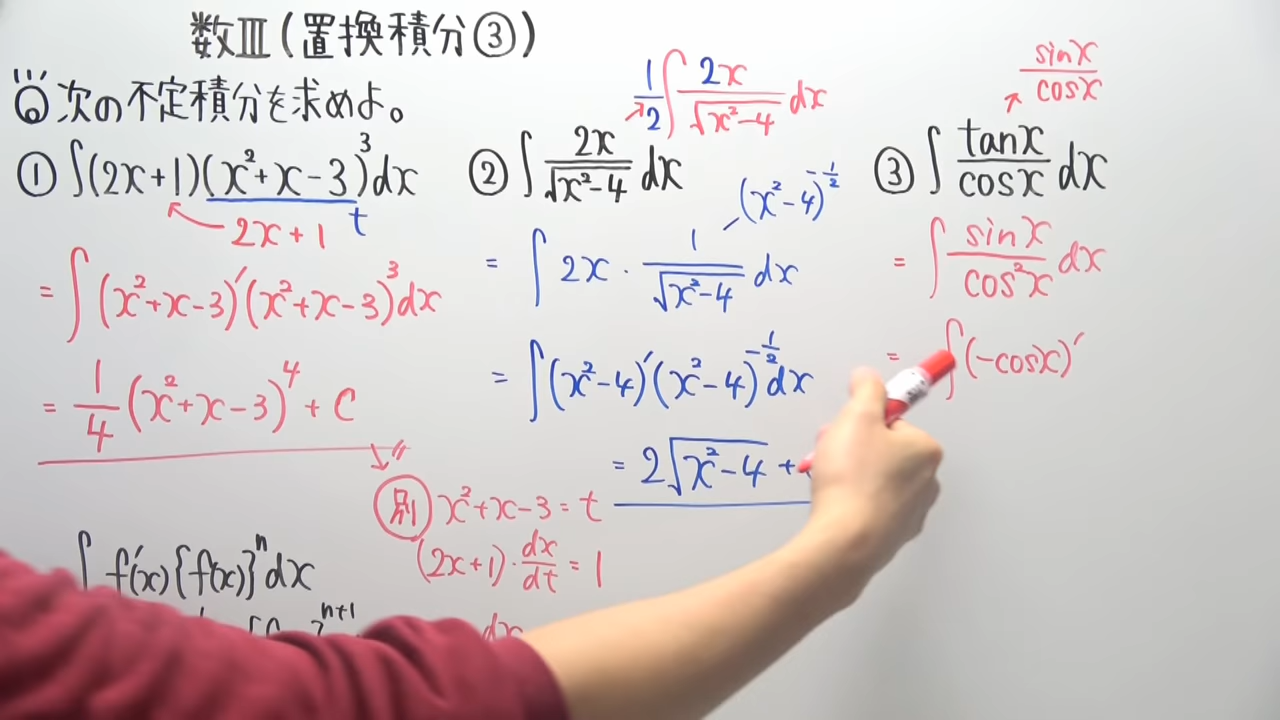 数Ⅲ(置換積分③)
次の不定積分を求めよ。
① ∫(2x+1)(x²+x-3)³dx
t
2x+1
= ∫(x²+x-3)′(x²+x-3)³dx
= 1/4 (x²+x-3)⁴ + C
別 x²+x-3=t
(2x+1)・dx/dt = 1
dx
∫f′(x){f(x)}ⁿdx
n+1
1/2 ∫ 2x/√(x²-4) dx
② ∫ 2x/√(x²-4) dx
(x²-4)^(-1/2)
= ∫ 2x・1/√(x²-4) dx
= ∫(x²-4)′(x²-4)^(-1/2)dx
= 2√(x²-4) +
sinx/cosx
③ ∫ tanx/cosx dx
= ∫ sinx/cos²x dx
= ∫(-cosx)′